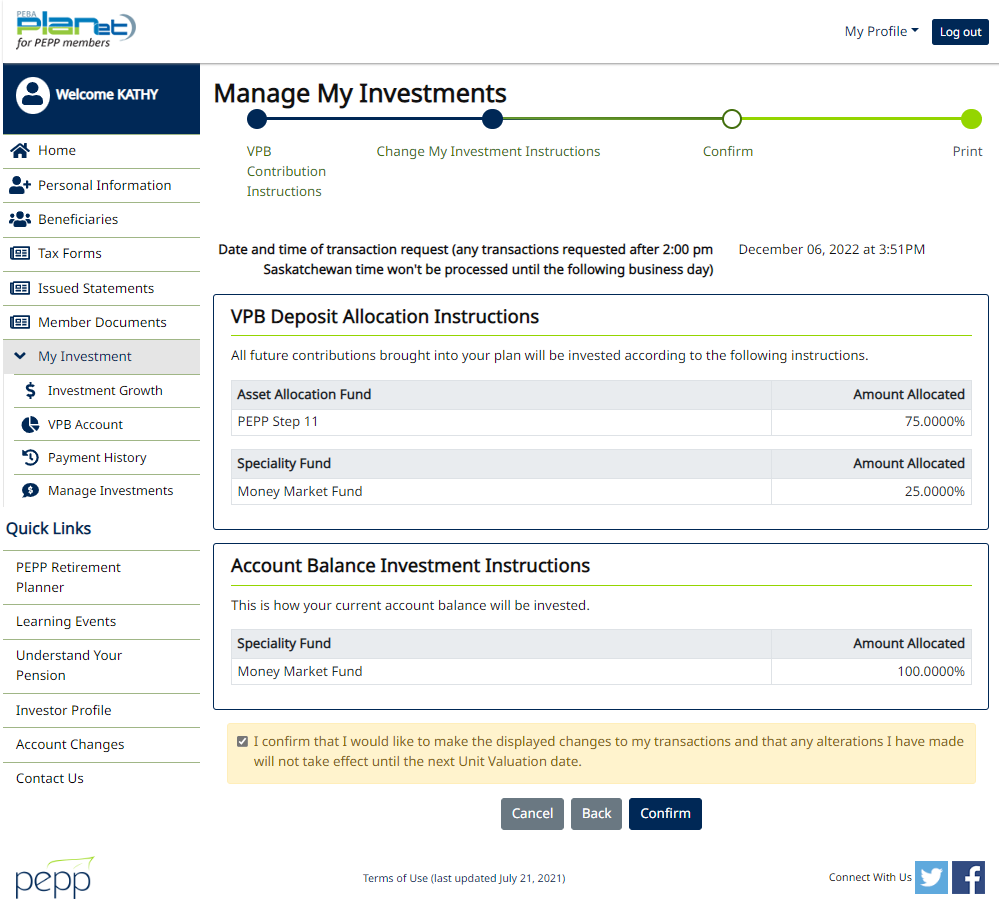 PEBA
planet
for PEPP members
My Profile
Log out
Welcome KATHY
Home
Personal Information
Beneficiaries
Tax Forms
Issued Statements
Member Documents
My Investment
Investment Growth
VPB Account
Payment History
Manage Investments
Quick Links
PEPP Retirement
Planner
Learning Events
Understand Your
Pension
Investor Profile
Account Changes
Contact Us
Manage My Investments
VPB
Contribution
Instructions
Change My Investment Instructions
Confirm
Print
Date and time of transaction request (any transactions requested after 2:00 pm
Saskatchewan time won't be processed until the following business day)
December 06, 2022 at 3:51PM
VPB Deposit Allocation Instructions
All future contributions brought into your plan will be invested according to the following instructions.
Asset Allocation Fund Amount Allocated
PEPP Step 11 75.0000%
Speciality Fund Amount Allocated
Money Market Fund 25.0000%
Account Balance Investment Instructions
This is how your current account balance will be invested.
Speciality Fund Amount Allocated
Money Market Fund 100.0000%
I confirm that I would like to make the displayed changes to my transactions and that any alterations I have made
will not take effect until the next Unit Valuation date.
Cancel Back Confirm
pepp
Terms of Use (last updated July 21, 2021)
Connect With Us